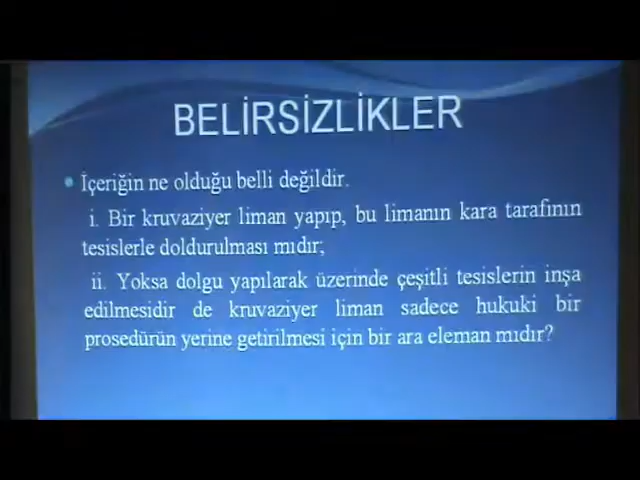 BELİRSİZLİKLER
• İçeriğin ne olduğu belli değildir.
i. Bir kruvaziyer liman yapıp, bu limanın kara tarafının
tesislerle doldurulması mıdır;
ii. Yoksa dolgu yapılarak üzerinde çeşitli tesislerin inşa
edilmesidir de kruvaziyer liman sadece hukuki bir
prosedürün yerine getirilmesi için bir ara eleman mıdır?